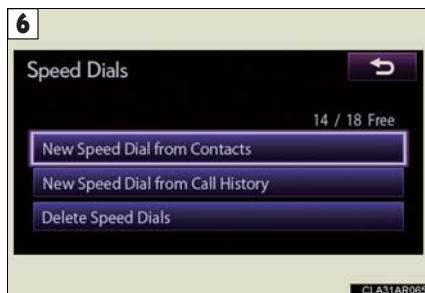 6
Speed Dials
14 / 18 Free
New Speed Dial from Contacts
New Speed Dial from Call History
Delete Speed Dials
CLA31AR065